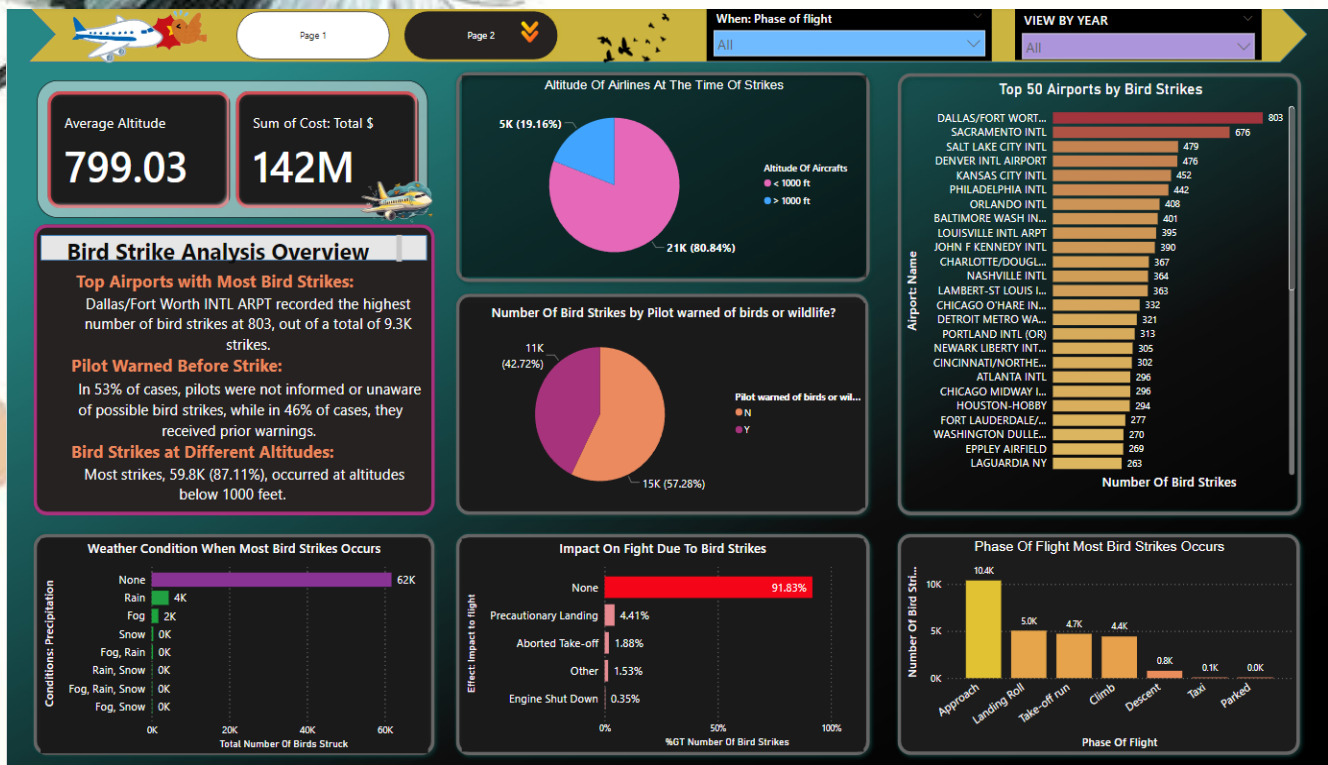 Page 1
Page 2
When: Phase of flight
All
VIEW BY YEAR
All
Average Altitude
799.03
Sum of Cost: Total $
142M
Bird Strike Analysis Overview
Top Airports with Most Bird Strikes:
Dallas/Fort Worth INTL ARPT recorded the highest
number of bird strikes at 803, out of a total of 9.3K
strikes.
Pilot Warned Before Strike:
In 53% of cases, pilots were not informed or unaware
of possible bird strikes, while in 46% of cases, they
received prior warnings.
Bird Strikes at Different Altitudes:
Most strikes, 59.8K (87.11%), occurred at altitudes
below 1000 feet.
Altitude Of Airlines At The Time Of Strikes
5K (19.16%)
21K (80.84%)
Altitude Of Aircrafts
< 1000 ft
> 1000 ft
Number Of Bird Strikes by Pilot warned of birds or wildlife?
11K
(42.72%)
15K (57.28%)
Pilot warned of birds or wil...
N
Y
Top 50 Airports by Bird Strikes
Airport: Name
DALLAS/FORT WORT... 803
SACRAMENTO INTL 676
SALT LAKE CITY INTL 479
DENVER INTL AIRPORT 476
KANSAS CITY INTL 452
PHILADELPHIA INTL 442
ORLANDO INTL 408
BALTIMORE WASH IN... 401
LOUISVILLE INTL ARPT 395
JOHN F KENNEDY INTL 390
CHARLOTTE/DOUGL... 367
NASHVILLE INTL 364
LAMBERT-ST LOUIS I... 363
CHICAGO O'HARE IN... 332
DETROIT METRO WA... 321
PORTLAND INTL (OR) 313
NEWARK LIBERTY INT... 305
CINCINNATI/NORTHE... 302
ATLANTA INTL 296
CHICAGO MIDWAY I... 296
HOUSTON-HOBBY 294
FORT LAUDERDALE/... 277
WASHINGTON DULLE... 270
EPPLEY AIRFIELD 269
LAGUARDIA NY 263
Number Of Bird Strikes
Weather Condition When Most Bird Strikes Occurs
Conditions: Precipitation
None 62K
Rain 4K
Fog 2K
Snow 0K
Fog, Rain 0K
Rain, Snow 0K
Fog, Rain, Snow 0K
Fog, Snow 0K
0K 20K 40K 60K
Total Number Of Birds Struck
Impact On Fight Due To Bird Strikes
Effect: Impact to flight
None 91.83%
Precautionary Landing 4.41%
Aborted Take-off 1.88%
Other 1.53%
Engine Shut Down 0.35%
0% 50% 100%
%GT Number Of Bird Strikes
Phase Of Flight Most Bird Strikes Occurs
Number Of Bird Stri...
10K
5K
0K
10.4K 5.0K 4.7K 4.4K 0.8K 0.1K 0.0K
Approach Landing Roll Take-off run Climb Descent Taxi Parked
Phase Of Flight